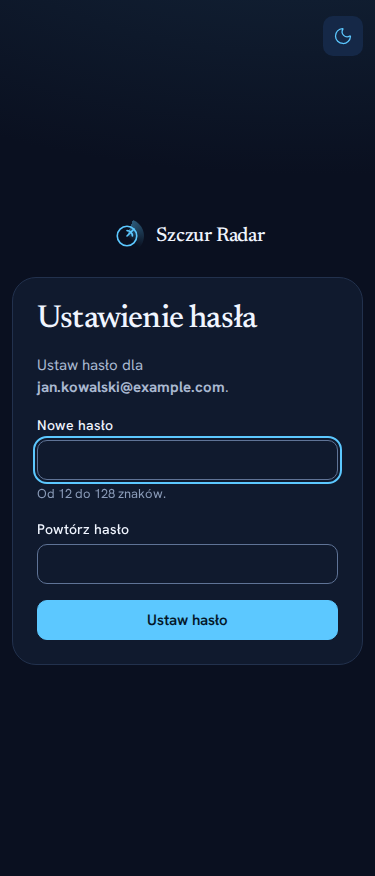 Szczur Radar
Ustawienie hasła
Ustaw hasło dla
jan.kowalski@example.com.
Nowe hasło
Od 12 do 128 znaków.
Powtórz hasło
Ustaw hasło